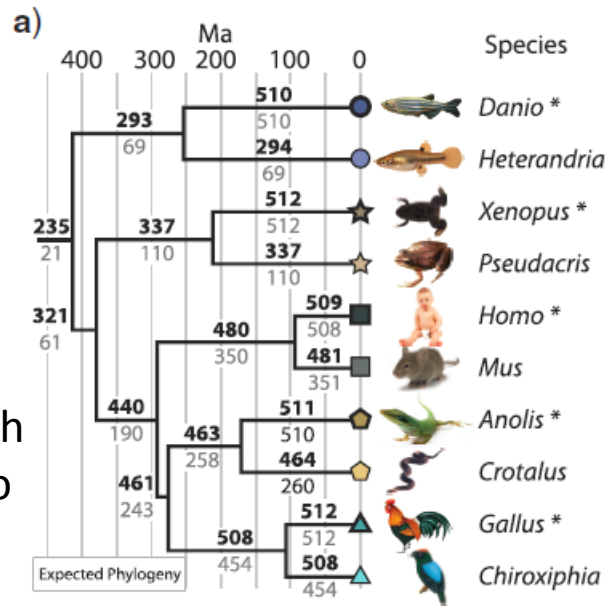 a)
Ma
Species
400 300 200 100 0
510
510
Danio *
293
69
294
69
Heterandria
512
512
Xenopus *
235
21
337
110
337
110
Pseudacris
509
508
Homo *
321
61
480
350
481
351
Mus
511
510
Anolis *
440
190
463
258
464
260
Crotalus
461
243
512
512
Gallus *
508
454
508
454
Chiroxiphia
h
o
Expected Phylogeny